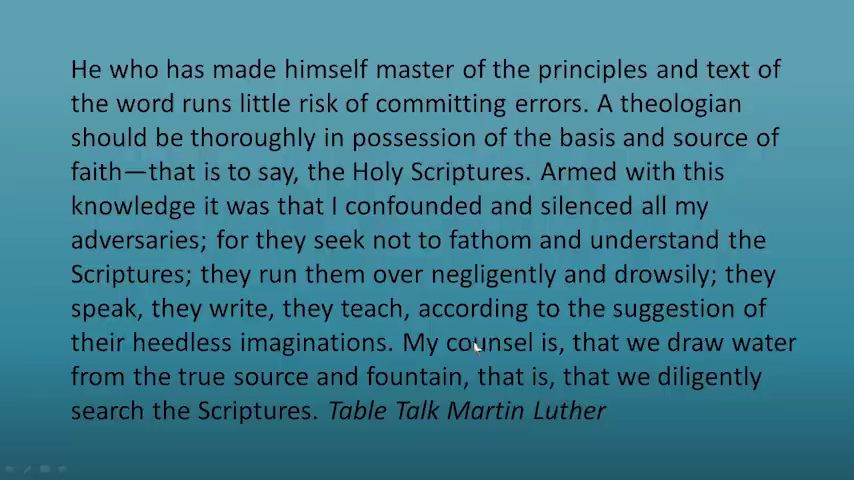 He who has made himself master of the principles and text of
the word runs little risk of committing errors. A theologian
should be thoroughly in possession of the basis and source of
faith—that is to say, the Holy Scriptures. Armed with this
knowledge it was that I confounded and silenced all my
adversaries; for they seek not to fathom and understand the
Scriptures; they run them over negligently and drowsily; they
speak, they write, they teach, according to the suggestion of
their heedless imaginations. My counsel is, that we draw water
from the true source and fountain, that is, that we diligently
search the Scriptures. Table Talk Martin Luther